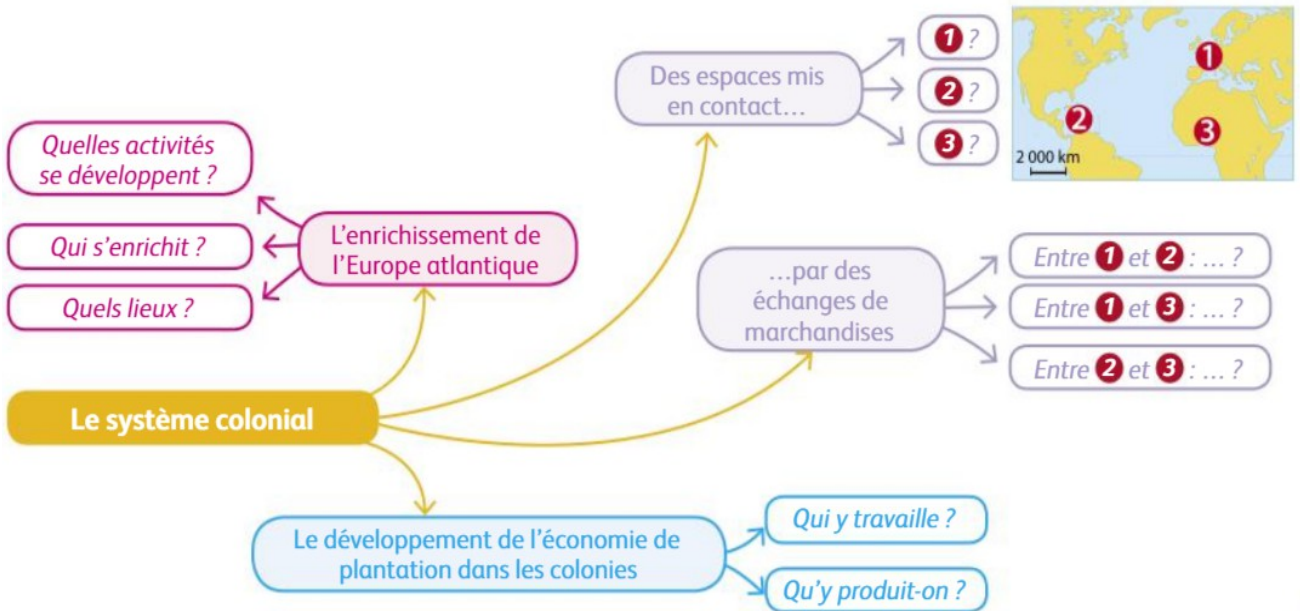 Quelles activités
se développent ?
Qui s'enrichit ?
Quels lieux ?
L'enrichissement de
l'Europe atlantique
Des espaces mis
en contact…
1 ?
2 ?
3 ?
1
2
3
2 000 km
…par des
échanges de
marchandises
Entre 1 et 2 : … ?
Entre 1 et 3 : … ?
Entre 2 et 3 : … ?
Le système colonial
Le développement de l'économie de
plantation dans les colonies
Qui y travaille ?
Qu'y produit-on ?